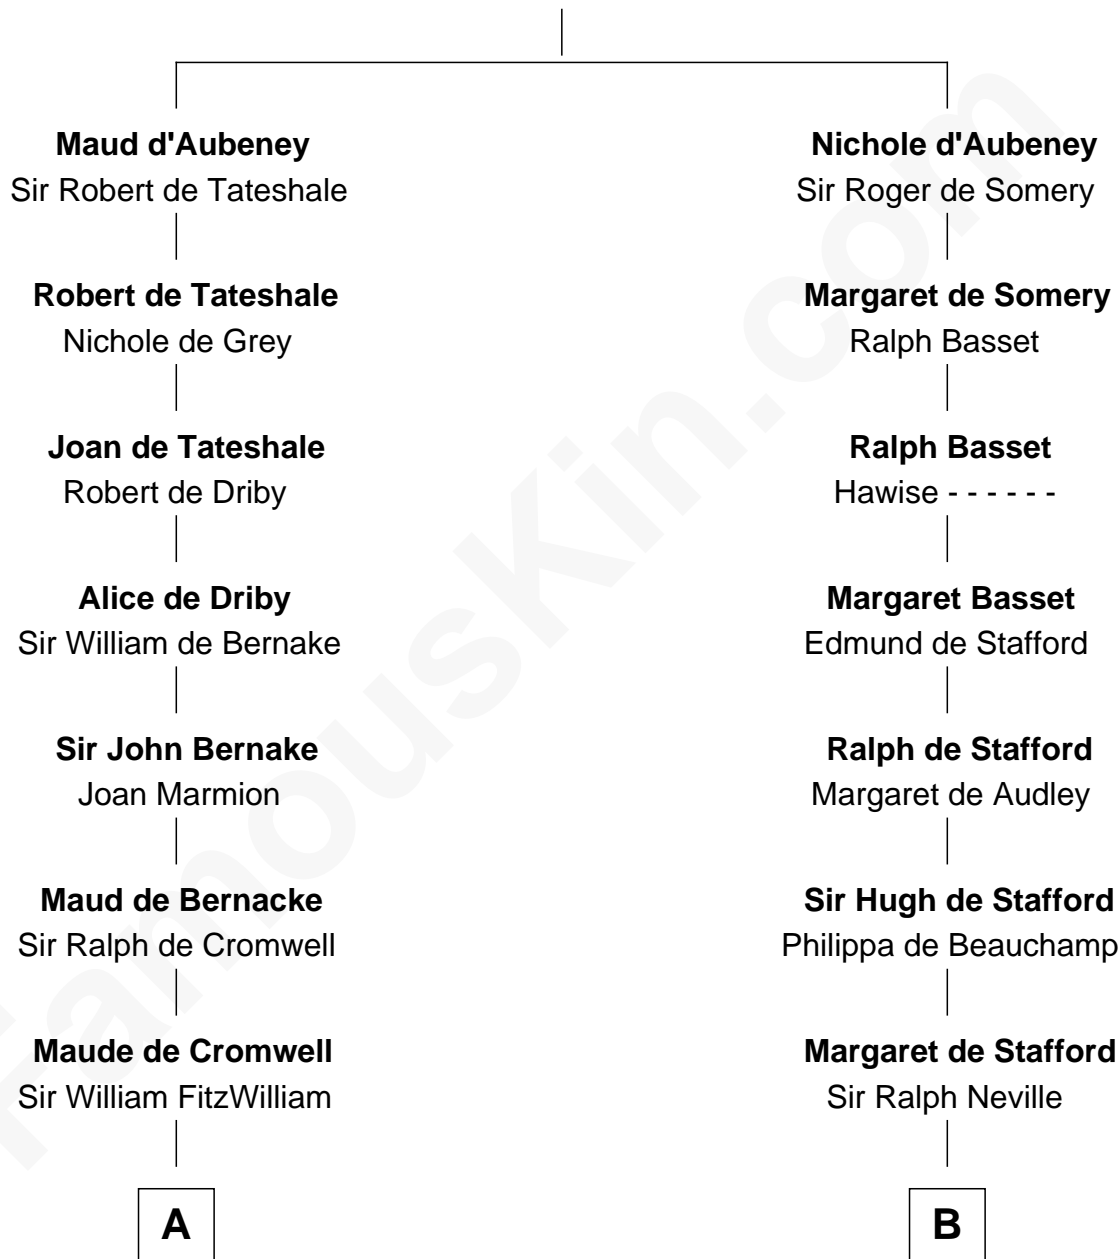 Maud d'Aubeney
Sir Robert de Tateshale
Robert de Tateshale
Nichole de Grey
Joan de Tateshale
Robert de Driby
Alice de Driby
Sir William de Bernake
Sir John Bernake
Joan Marmion
Maud de Bernacke
Sir Ralph de Cromwell
Maude de Cromwell
Sir William FitzWilliam
A
Nichole d'Aubeney
Sir Roger de Somery
Margaret de Somery
Ralph Basset
Ralph Basset
Hawise - - - - - -
Margaret Basset
Edmund de Stafford
Ralph de Stafford
Margaret de Audley
Sir Hugh de Stafford
Philippa de Beauchamp
Margaret de Stafford
Sir Ralph Neville
B
FamousKin.com